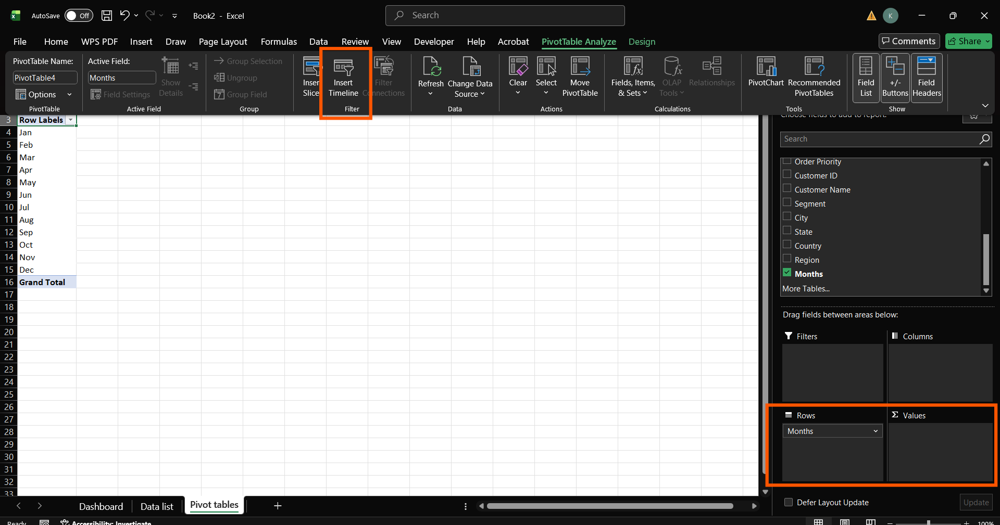 AutoSave Off Book2 - Excel Search K
File Home WPS PDF Insert Draw Page Layout Formulas Data Review View Developer Help Acrobat PivotTable Analyze Design Comments Share
PivotTable Name:
PivotTable4
Options
PivotTable
Active Field:
Months
Field Settings
Show
Details
Active Field
Group Selection
Ungroup
Group Field
Group
Insert
Timeline
Filter
Connections
Filter
Refresh
Change Data
Source
Data
Clear
Select
Move
PivotTable
Actions
Fields, Items,
& Sets
OLAP
Tools
Relationships
Calculations
PivotChart
Recommended
PivotTables
Tools
Field
List
+/-
Buttons
Field
Headers
Show
3 Row Labels
4 Jan
5 Feb
6 Mar
7 Apr
8 May
9 Jun
10 Jul
11 Aug
12 Sep
13 Oct
14 Nov
15 Dec
16 Grand Total
17
18
19
20
21
22
23
24
25
26
27
28
29
30
31
32
33
Choose fields to add to report:
Search
Order Priority
Customer ID
Customer Name
Segment
City
State
Country
Region
Months
More Tables...
Drag fields between areas below:
Filters
Columns
Rows
Months
Values
Defer Layout Update Update
Dashboard Data list Pivot tables
Ready Accessibility: Investigate 100%